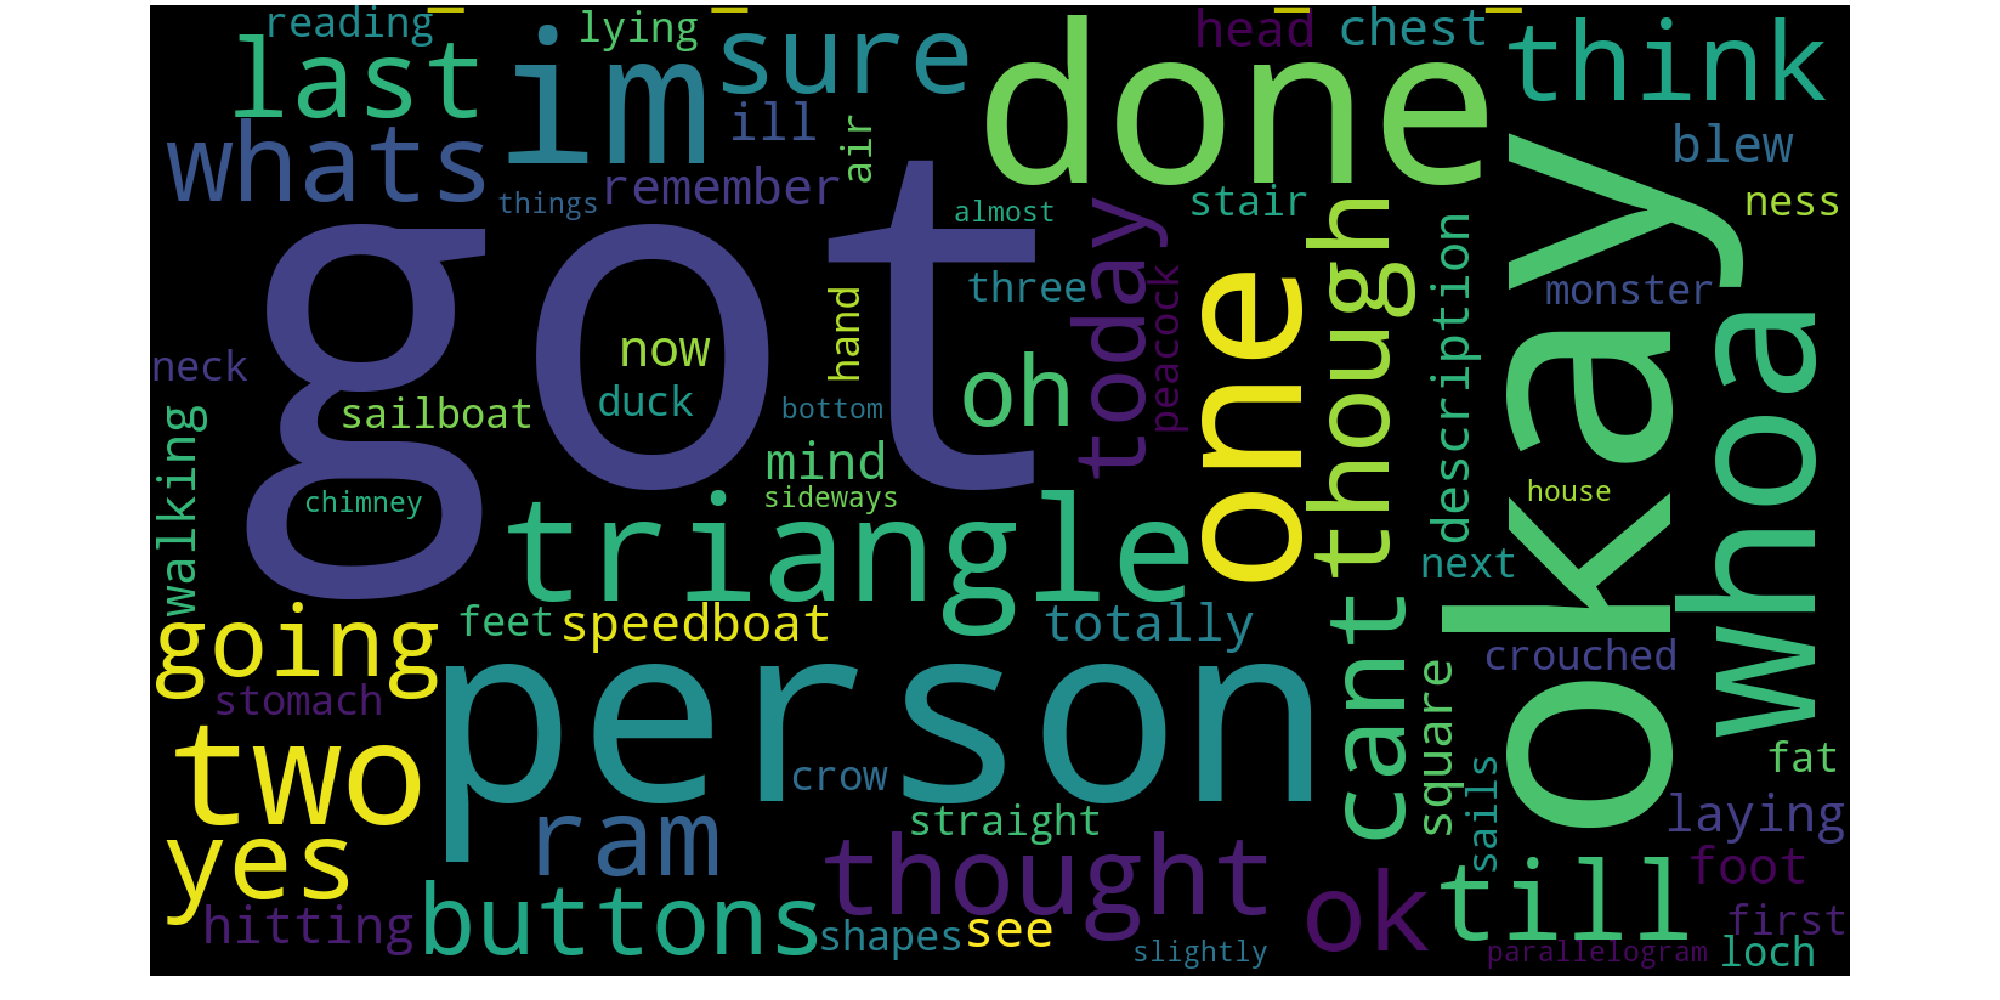 reading
lying
head
chest
last
im
sure
done
think
whats
ill
air
blew
remember
things
almost
stair
ness
got
today
though
description
okay
three
peacock
one
monster
whoa
neck
now
hand
oh
sailboat
duck
bottom
walking
mind
chimney
sideways
house
triangle
next
going
feet
speedboat
totally
cant
crouched
stomach
person
square
two
crow
sails
fat
ram
straight
laying
yes
thought
till
foot
hitting
buttons
shapes
see
ok
first
slightly
parallelogram
loch